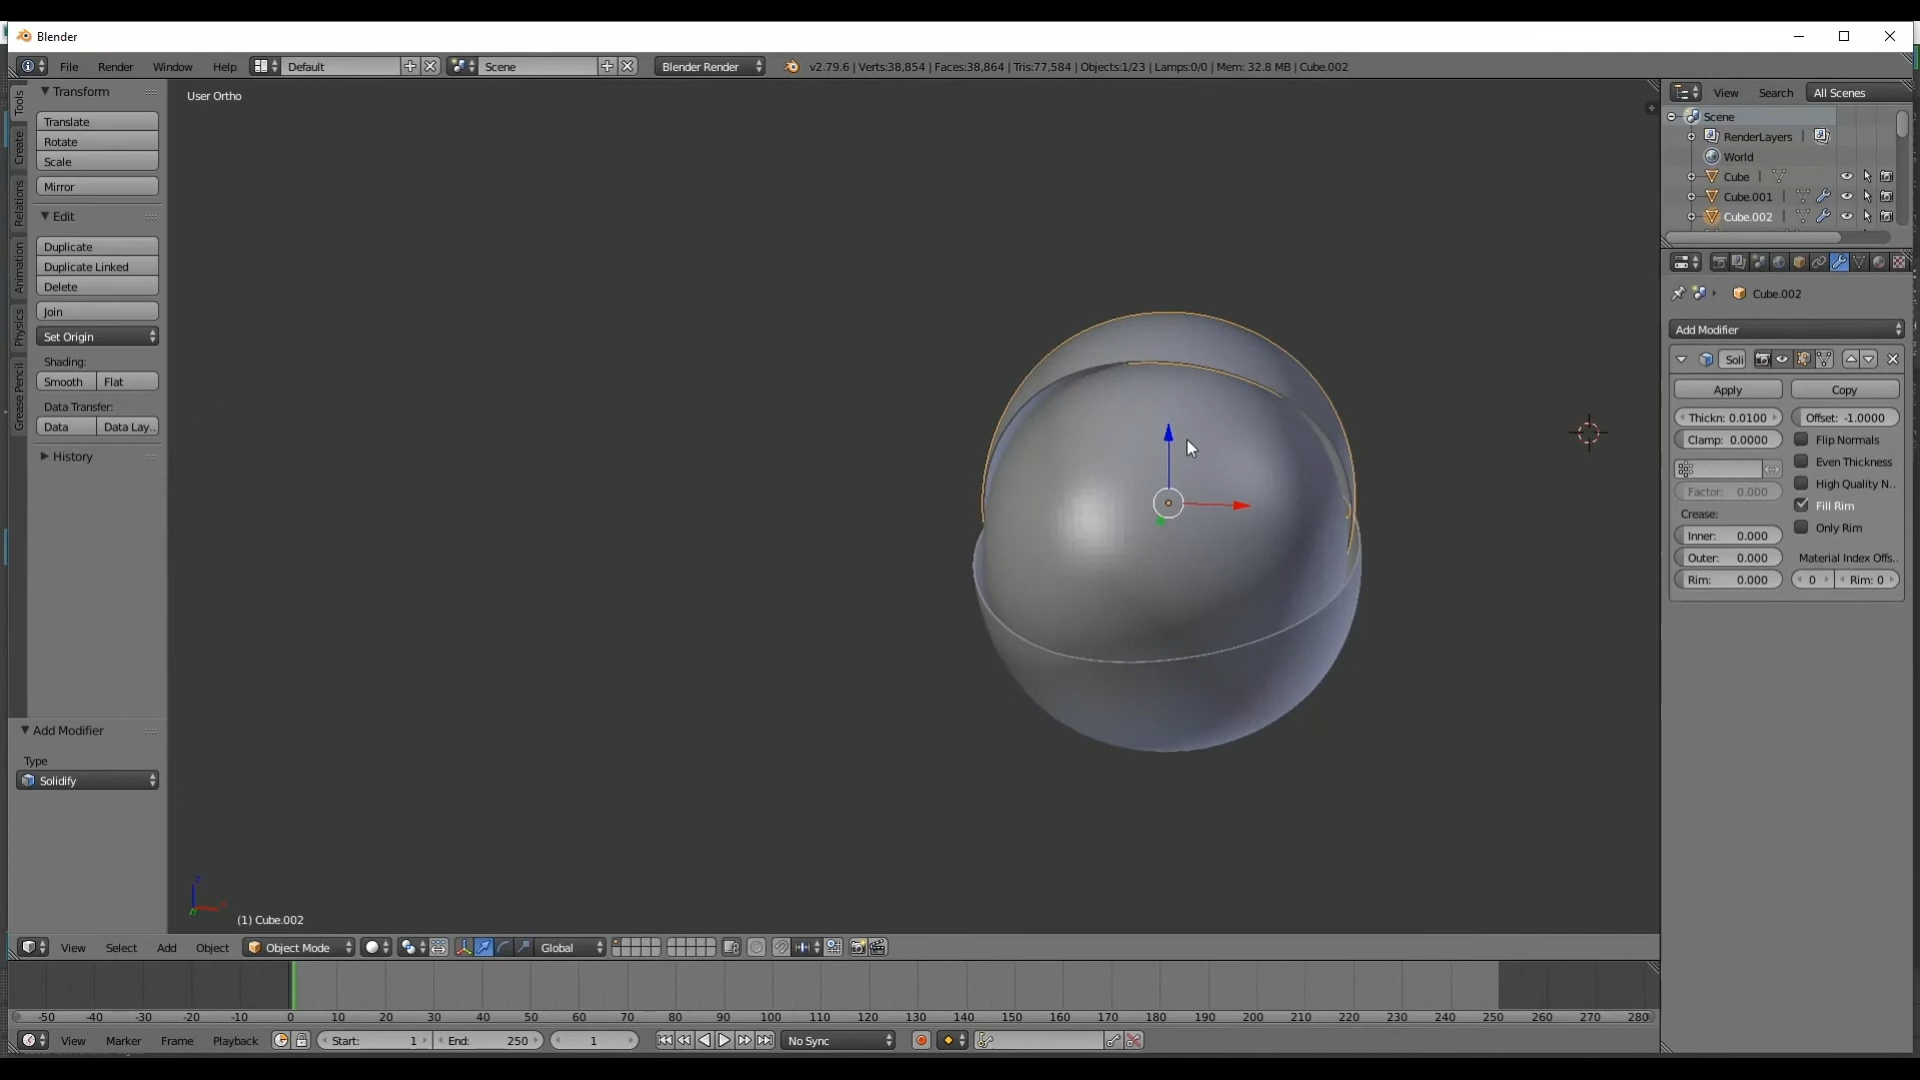 Blender
File Render Window Help Default Scene Blender Render v2.79.6 | Verts:38,854 | Faces:38,864 | Tris:77,584 | Objects:1/23 | Lamps:0/0 | Mem: 32.8 MB | Cube.002
Tools
Create
Relations
Animation
Physics
Grease Pencil
Transform
Translate
Rotate
Scale
Mirror
Edit
Duplicate
Duplicate Linked
Delete
Join
Set Origin
Shading:
Smooth Flat
Data Transfer:
Data Data Lay..
History
Add Modifier
Type
Solidify
User Ortho
(1) Cube.002
View Search All Scenes
Scene
RenderLayers |
World
Cube |
Cube.001 |
Cube.002 |
Cube.002
Add Modifier
Soli
Apply Copy
Thickn: 0.0100 Offset: -1.0000
Clamp: 0.0000 Flip Normals
Even Thickness
High Quality N..
Factor: 0.000 Fill Rim
Crease: Only Rim
Inner: 0.000
Outer: 0.000 Material Index Offs..
Rim: 0.000 0 Rim: 0
View Select Add Object Object Mode Global
-50 -40 -30 -20 -10 0 10 20 30 40 50 60 70 80 90 100 110 120 130 140 150 160 170 180 190 200 210 220 230 240 250 260 270 280
View Marker Frame Playback Start: 1 End: 250 1 No Sync